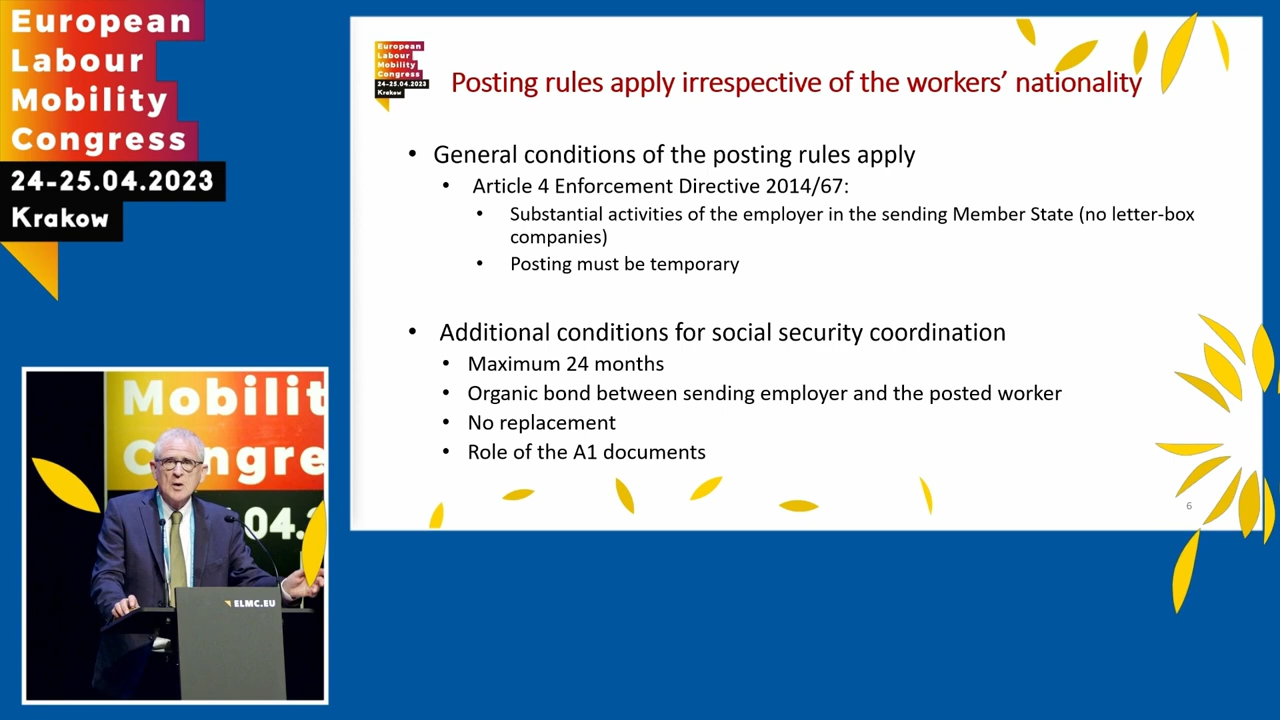 European
Labour
Mobility
Congress
24-25.04.2023
Krakow
European
Labour
Mobility
Congress
24-25.04.2023
Krakow
Posting rules apply irrespective of the workers’ nationality
• General conditions of the posting rules apply
• Article 4 Enforcement Directive 2014/67:
• Substantial activities of the employer in the sending Member State (no letter-box
companies)
• Posting must be temporary
• Additional conditions for social security coordination
• Maximum 24 months
• Organic bond between sending employer and the posted worker
• No replacement
• Role of the A1 documents
6
Mobilit
C ngre
.04.
ELMC.EU